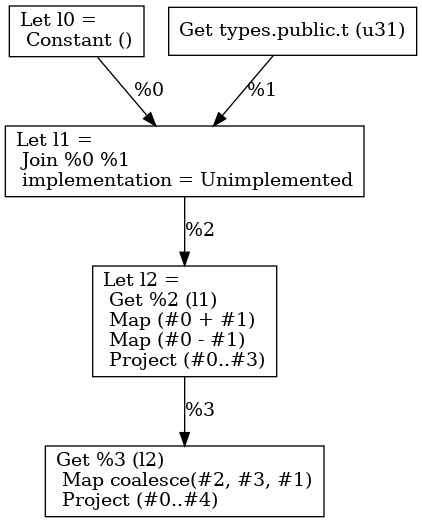 Let l0 =
Constant ()
Get types.public.t (u31)
%0
%1
Let l1 =
Join %0 %1
implementation = Unimplemented
%2
Let l2 =
Get %2 (l1)
Map (#0 + #1)
Map (#0 - #1)
Project (#0..#3)
%3
Get %3 (l2)
Map coalesce(#2, #3, #1)
Project (#0..#4)